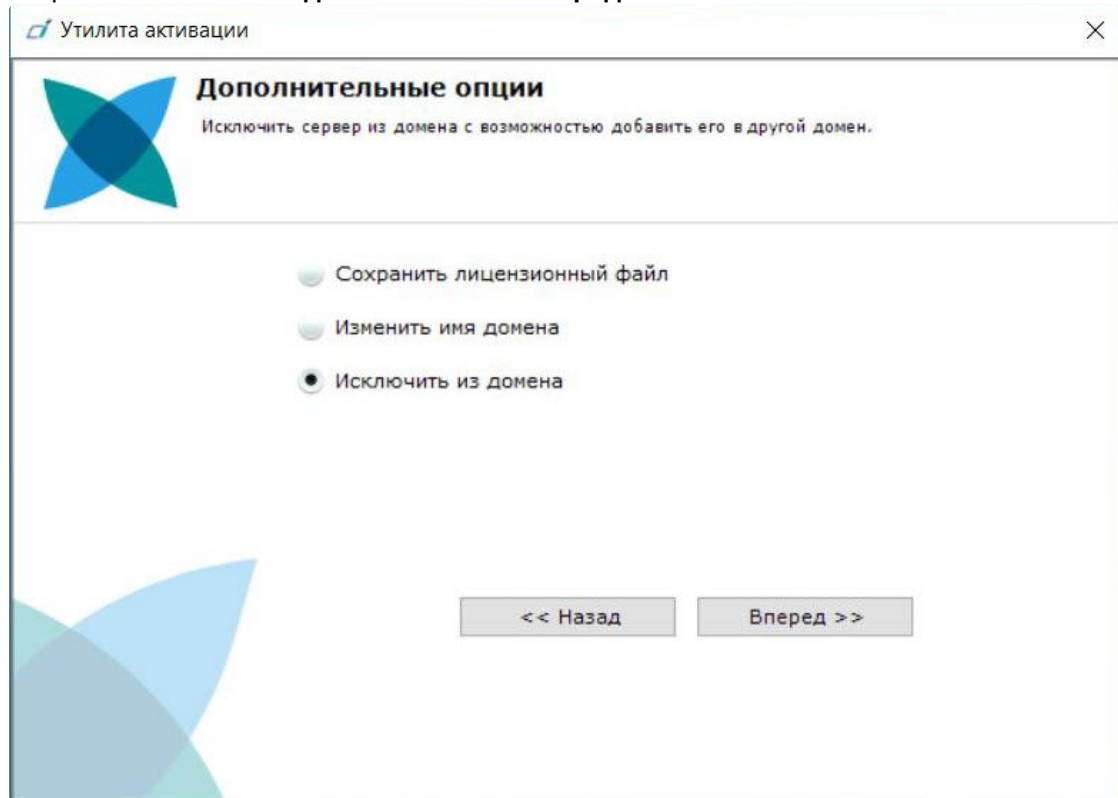 Утилита активации
Дополнительные опции
Исключить сервер из домена с возможностью добавить его в другой домен.
Сохранить лицензионный файл
Изменить имя домена
Исключить из домена
<< Назад
Вперед >>